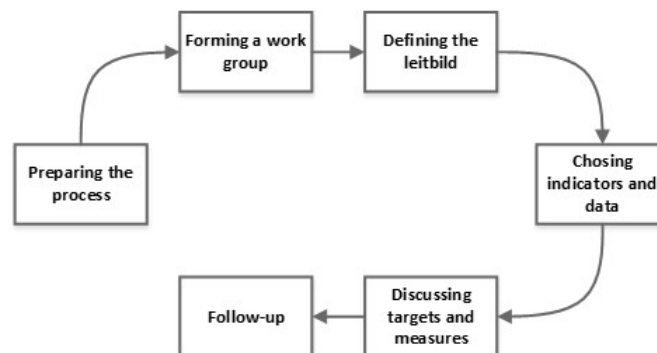 Forming a work
group
Defining the
leitbild
Preparing the
process
Chosing
indicators and
data
Follow-up
Discussing
targets and
measures